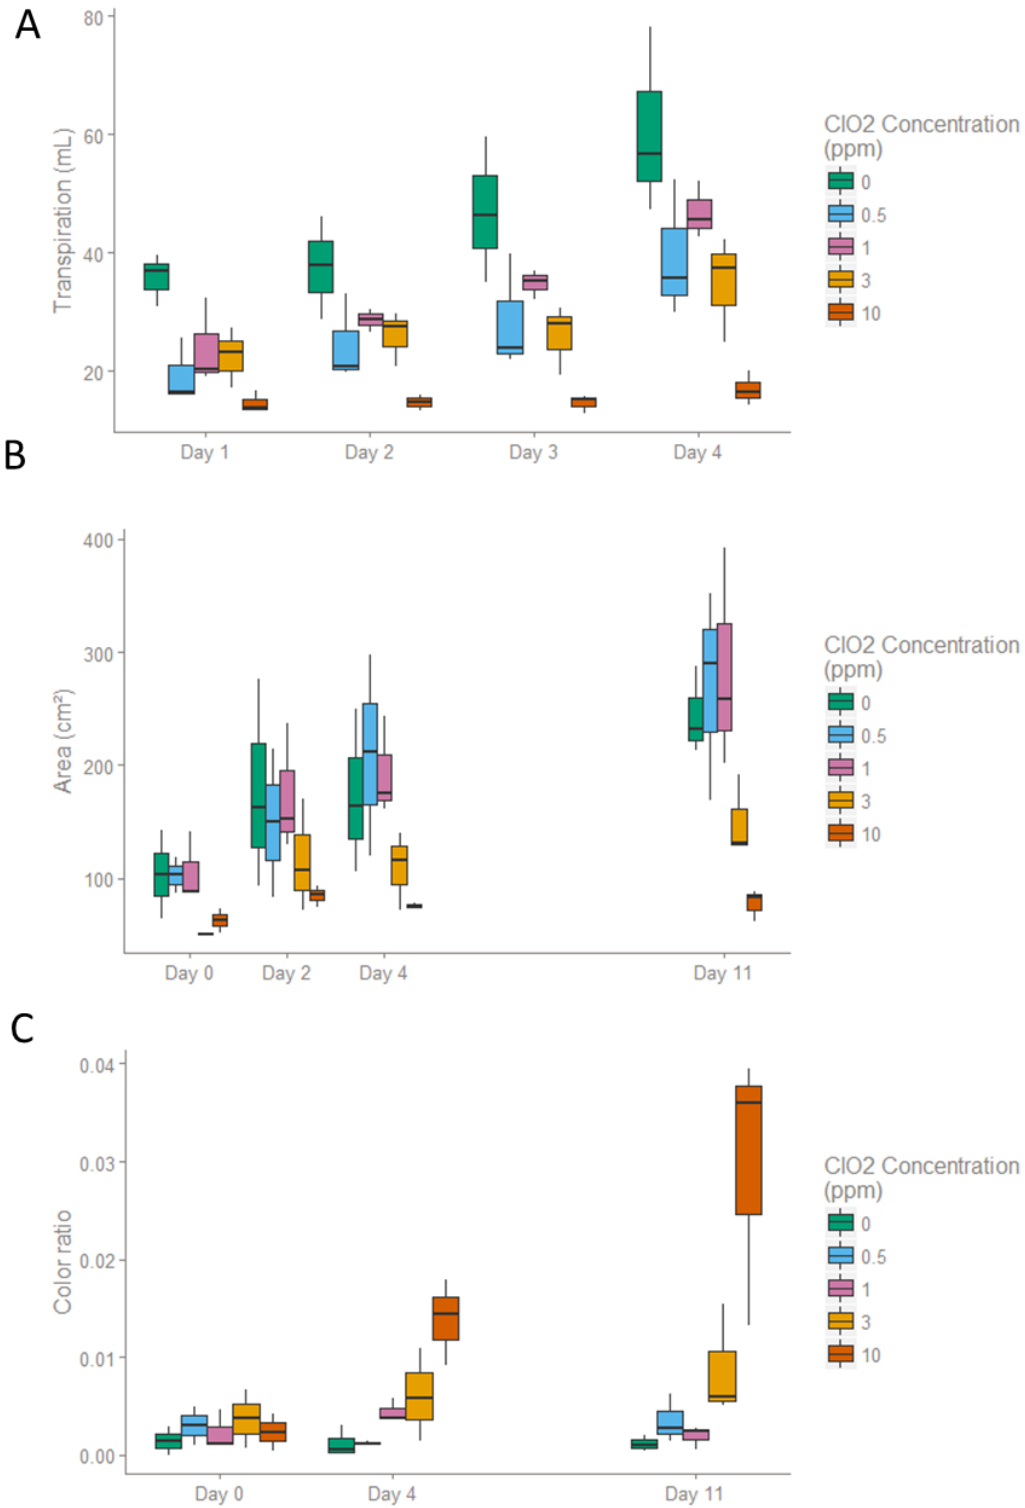 A
80
60
40
20
Transpiration (mL)
Day 1 Day 2 Day 3 Day 4
ClO2 Concentration
(ppm)
0
0.5
1
3
10
B
400
300
200
100
Area (cm²)
Day 0 Day 2 Day 4 Day 11
ClO2 Concentration
(ppm)
0
0.5
1
3
10
C
0.04
0.03
0.02
0.01
0.00
Color ratio
Day 0 Day 4 Day 11
ClO2 Concentration
(ppm)
0
0.5
1
3
10